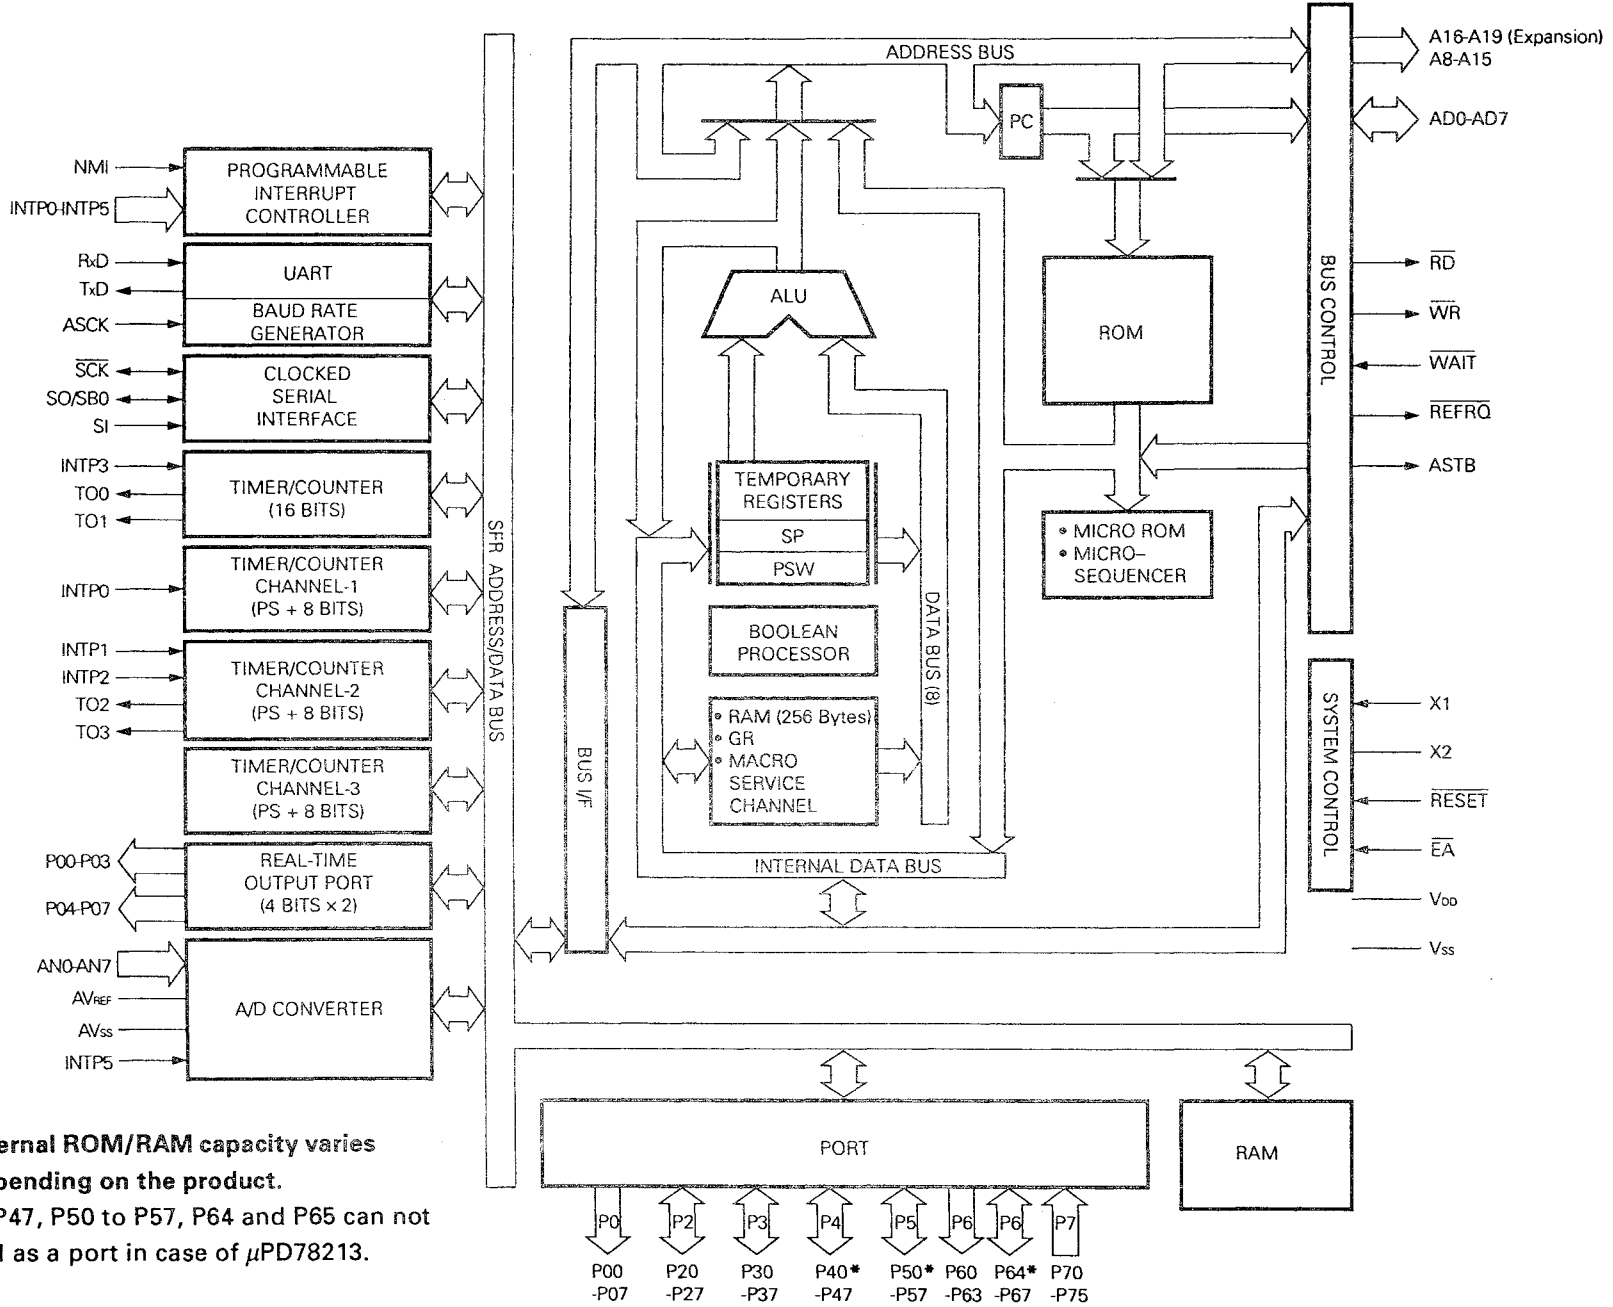 ADDRESS BUS
A16-A19 (Expansion)
A8-A15
PC
AD0-AD7
NMI
INTP0-INTP5
PROGRAMMABLE
INTERRUPT
CONTROLLER
RxD
TxD
ASCK
UART
BAUD RATE
GENERATOR
SCK
SO/SB0
SI
CLOCKED
SERIAL
INTERFACE
INTP3
TO0
TO1
TIMER/COUNTER
(16 BITS)
INTP0
TIMER/COUNTER
CHANNEL-1
(PS + 8 BITS)
INTP1
INTP2
TO2
TO3
TIMER/COUNTER
CHANNEL-2
(PS + 8 BITS)
TIMER/COUNTER
CHANNEL-3
(PS + 8 BITS)
P00-P03
P04-P07
REAL-TIME
OUTPUT PORT
(4 BITS × 2)
AN0-AN7
AVREF
AVSS
INTP5
A/D CONVERTER
SFR ADDRESS/DATA BUS
BUS I/F
ALU
TEMPORARY
REGISTERS
SP
PSW
BOOLEAN
PROCESSOR
• RAM (256 Bytes)
• GR
• MACRO
SERVICE
CHANNEL
DATA BUS (8)
INTERNAL DATA BUS
ROM
• MICRO ROM
• MICRO–
SEQUENCER
BUS CONTROL
RD
WR
WAIT
REFRQ
ASTB
SYSTEM CONTROL
X1
X2
RESET
EA
VDD
VSS
PORT
RAM
P0
P2
P3
P4
P5
P6
P6
P7
P00
-P07
P20
-P27
P30
-P37
P40*
-P47
P50*
-P57
P60
-P63
P64*
-P67
P70
-P75
ernal ROM/RAM capacity varies
pending on the product.
P47, P50 to P57, P64 and P65 can not
as a port in case of μPD78213.